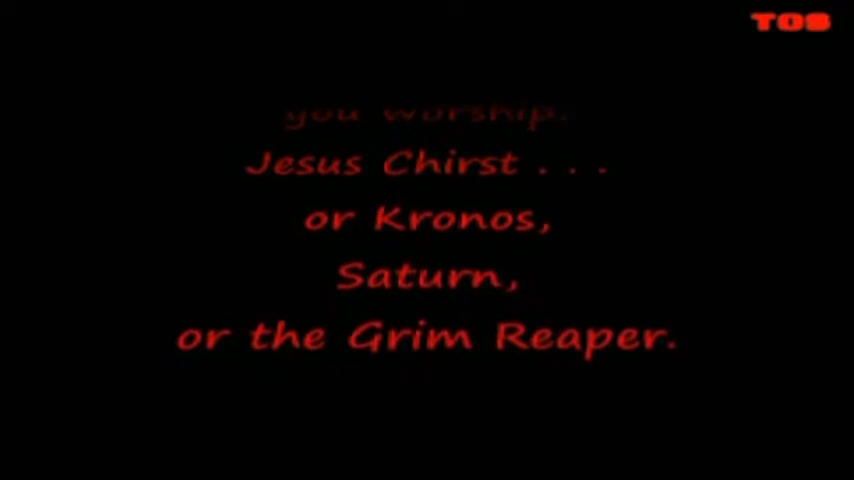 TOS
you worship.
Jesus Chirst . . .
or Kronos,
Saturn,
or the Grim Reaper.